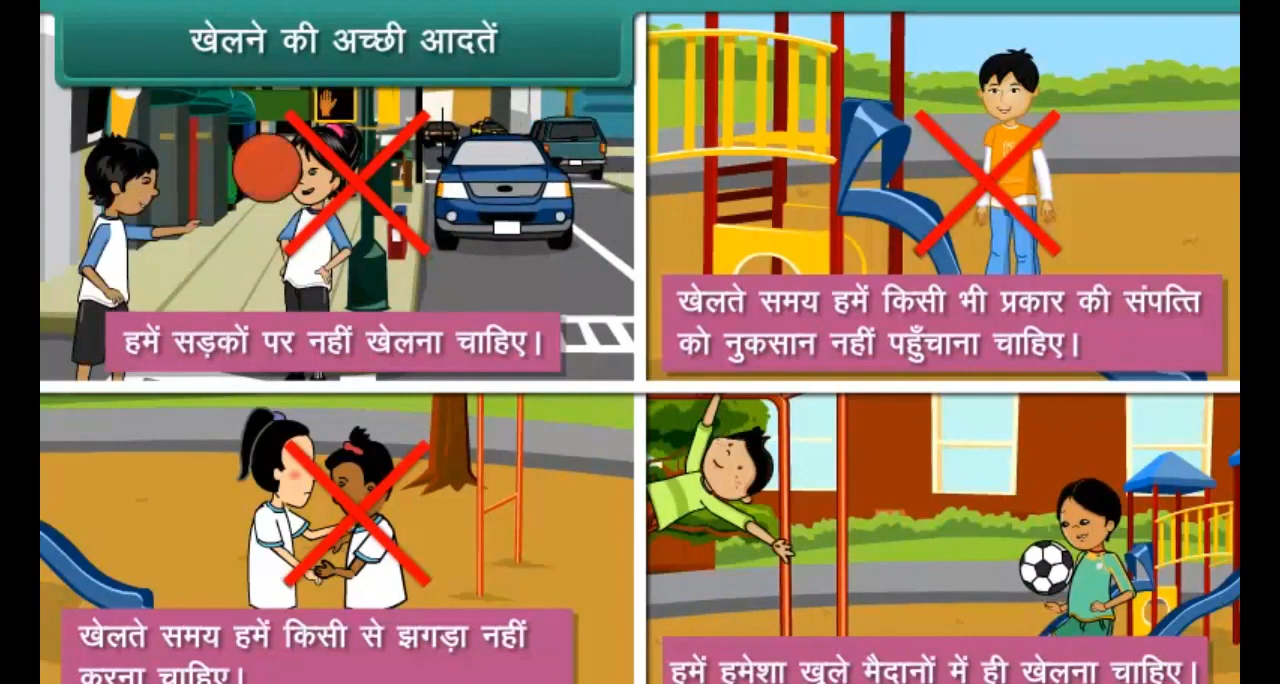 खेलने की अच्छी आदतें
हमें सड़कों पर नहीं खेलना चाहिए।
खेलते समय हमें किसी भी प्रकार की संपत्ति
को नुकसान नहीं पहुँचाना चाहिए।
खेलते समय हमें किसी से झगड़ा नहीं
करना चाहिए।
हमें हमेशा खुले मैदानों में ही खेलना चाहिए।